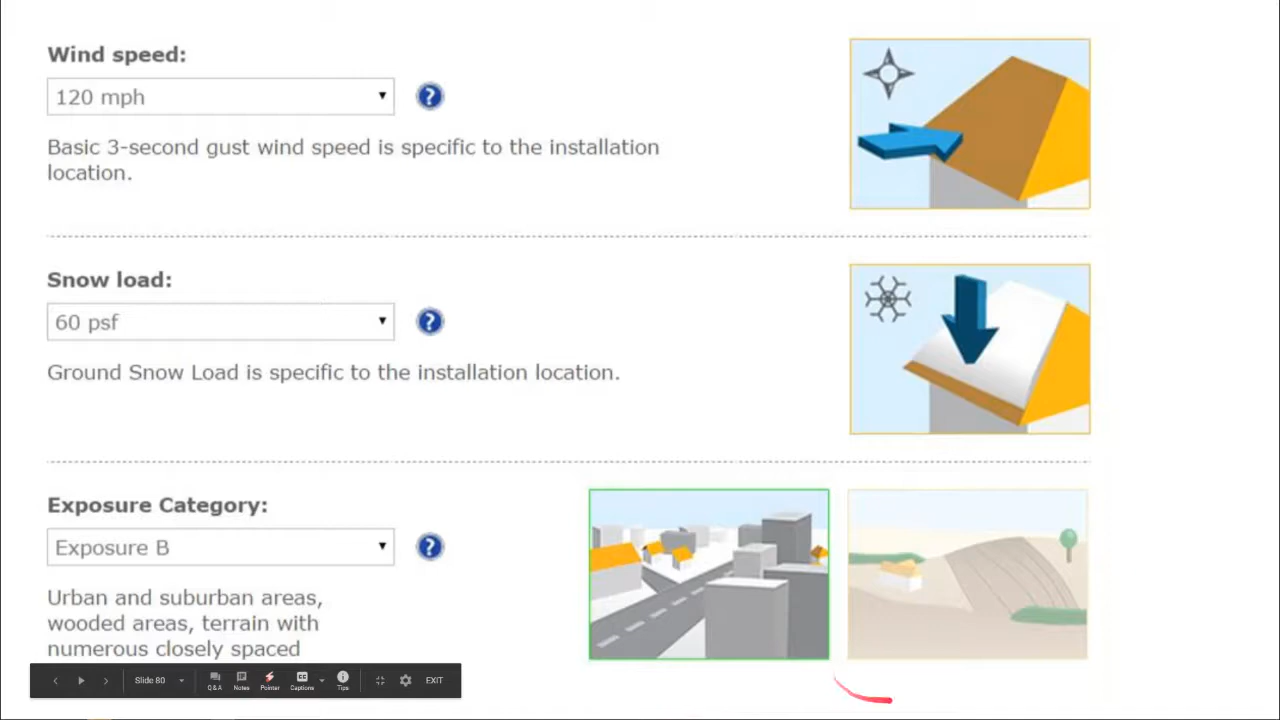 Wind speed:
120 mph
?
Basic 3-second gust wind speed is specific to the installation
location.
Snow load:
60 psf
?
Ground Snow Load is specific to the installation location.
Exposure Category:
Exposure B
?
Urban and suburban areas,
wooded areas, terrain with
numerous closely spaced
Slide 80
Q&A
Notes
Pointer
CC
Captions
Tips
EXIT